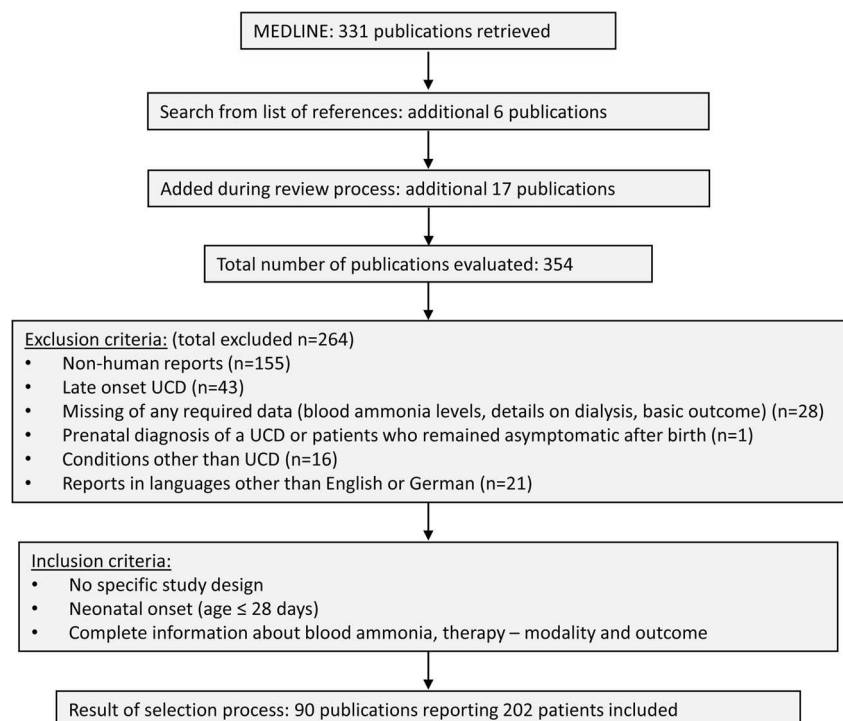 MEDLINE: 331 publications retrieved
Search from list of references: additional 6 publications
Added during review process: additional 17 publications
Total number of publications evaluated: 354
Exclusion criteria: (total excluded n=264)
• Non-human reports (n=155)
• Late onset UCD (n=43)
• Missing of any required data (blood ammonia levels, details on dialysis, basic outcome) (n=28)
• Prenatal diagnosis of a UCD or patients who remained asymptomatic after birth (n=1)
• Conditions other than UCD (n=16)
• Reports in languages other than English or German (n=21)
Inclusion criteria:
• No specific study design
• Neonatal onset (age ≤ 28 days)
• Complete information about blood ammonia, therapy – modality and outcome
Result of selection process: 90 publications reporting 202 patients included